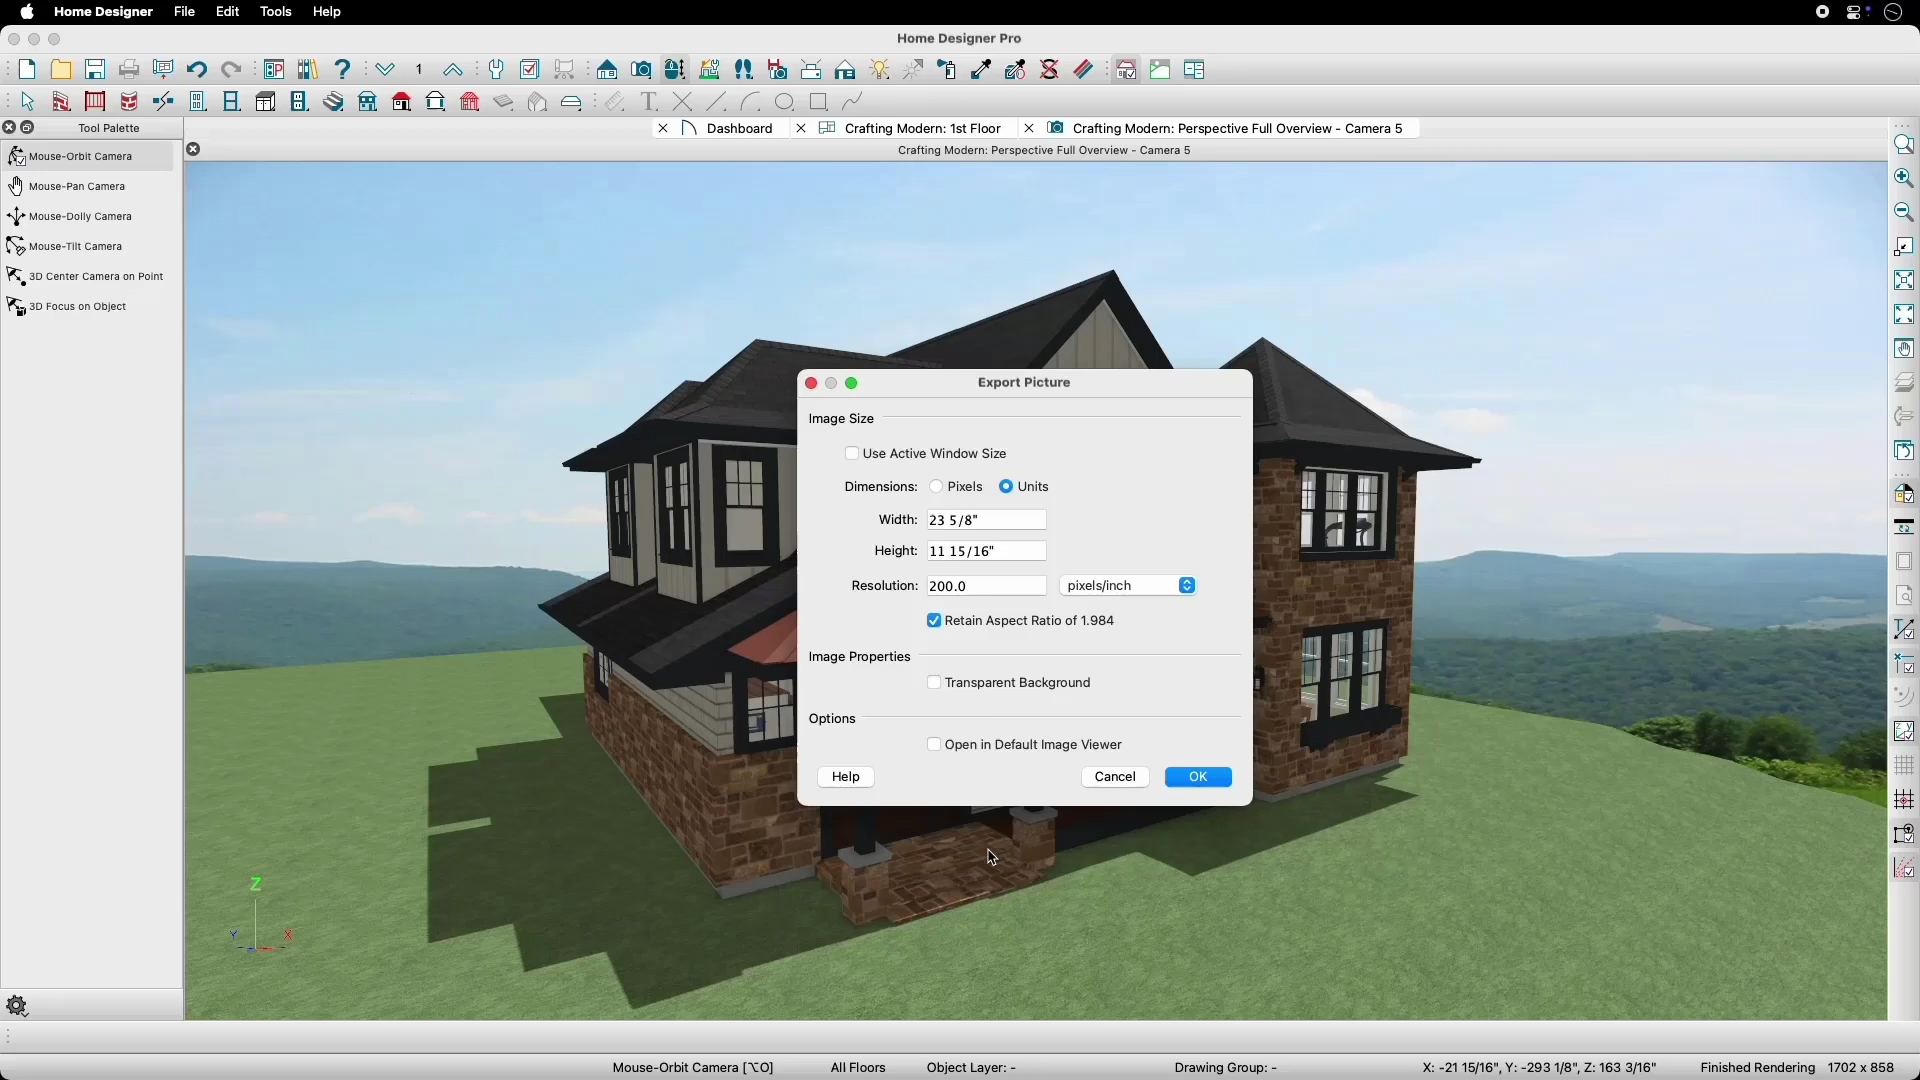 Home Designer File Edit Tools Help
Home Designer Pro
1
Tool Palette
Dashboard
Crafting Modern: 1st Floor
Crafting Modern: Perspective Full Overview - Camera 5
Crafting Modern: Perspective Full Overview - Camera 5
Mouse-Orbit Camera
Mouse-Pan Camera
Mouse-Dolly Camera
Mouse-Tilt Camera
3D Center Camera on Point
3D Focus on Object
Export Picture
Image Size
Use Active Window Size
Dimensions: Pixels Units
Width: 23 5/8"
Height: 11 15/16"
Resolution: 200.0 pixels/inch
Retain Aspect Ratio of 1.984
Image Properties
Transparent Background
Options
Open in Default Image Viewer
Help Cancel OK
Z
Y X
Mouse-Orbit Camera [⌥O] All Floors Object Layer: - Drawing Group: - X: -21 15/16", Y: -293 1/8", Z: 163 3/16" Finished Rendering 1702 x 858